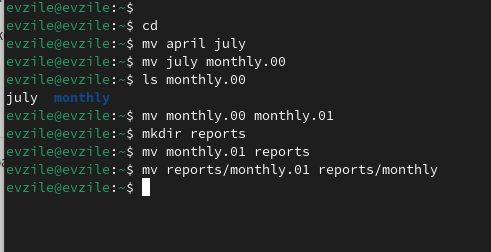 evzile@evzile:~$
evzile@evzile:~$ cd
evzile@evzile:~$ mv april july
evzile@evzile:~$ mv july monthly.00
evzile@evzile:~$ ls monthly.00
july  monthly
evzile@evzile:~$ mv monthly.00 monthly.01
evzile@evzile:~$ mkdir reports
evzile@evzile:~$ mv monthly.01 reports
evzile@evzile:~$ mv reports/monthly.01 reports/monthly
evzile@evzile:~$